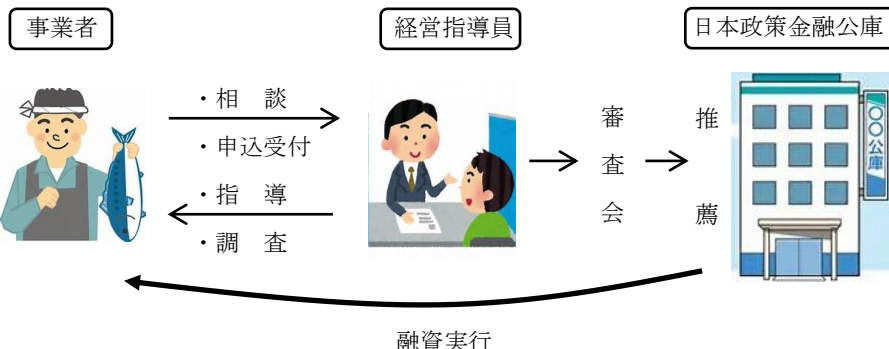 事業者
経営指導員
日本政策金融公庫
・相　談
・申込受付
・指　導
・調　査
審査会
推薦
〇〇公庫
融資実行